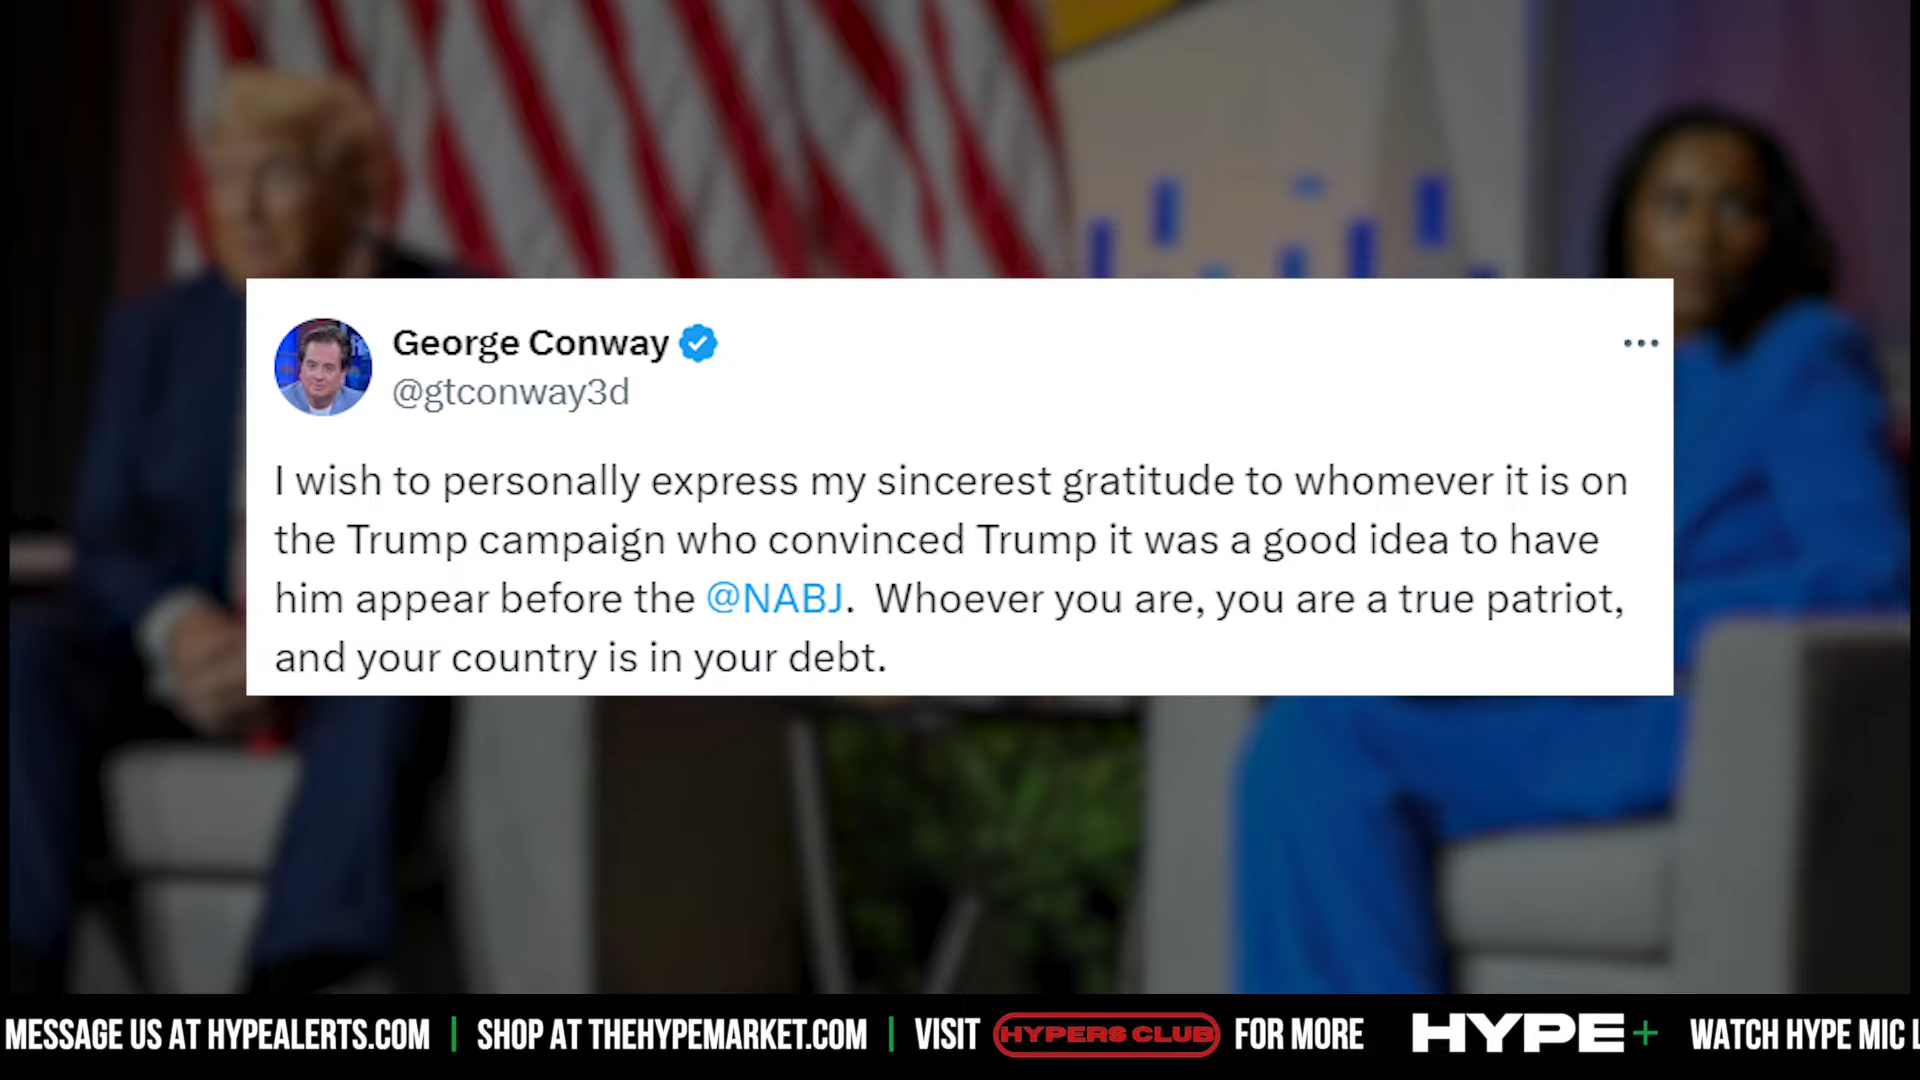 George Conway
@gtconway3d
I wish to personally express my sincerest gratitude to whomever it is on
the Trump campaign who convinced Trump it was a good idea to have
him appear before the @NABJ.  Whoever you are, you are a true patriot,
and your country is in your debt.
MESSAGE US AT HYPEALERTS.COM | SHOP AT THEHYPEMARKET.COM | VISIT HYPERS CLUB FOR MORE HYPE+ WATCH HYPE MIC L